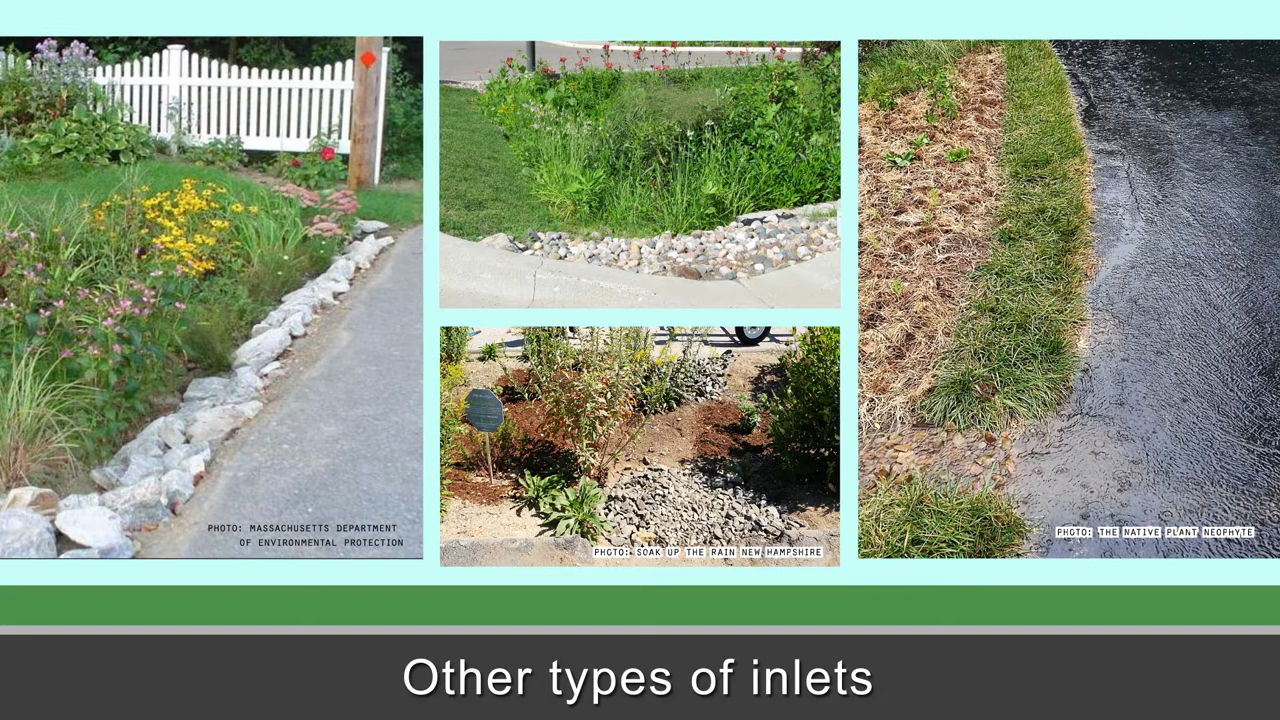 PHOTO: MASSACHUSETTS DEPARTMENT
OF ENVIRONMENTAL PROTECTION
PHOTO: SOAK UP THE RAIN NEW HAMPSHIRE
PHOTO: THE NATIVE PLANT NEOPHYTE
Other types of inlets